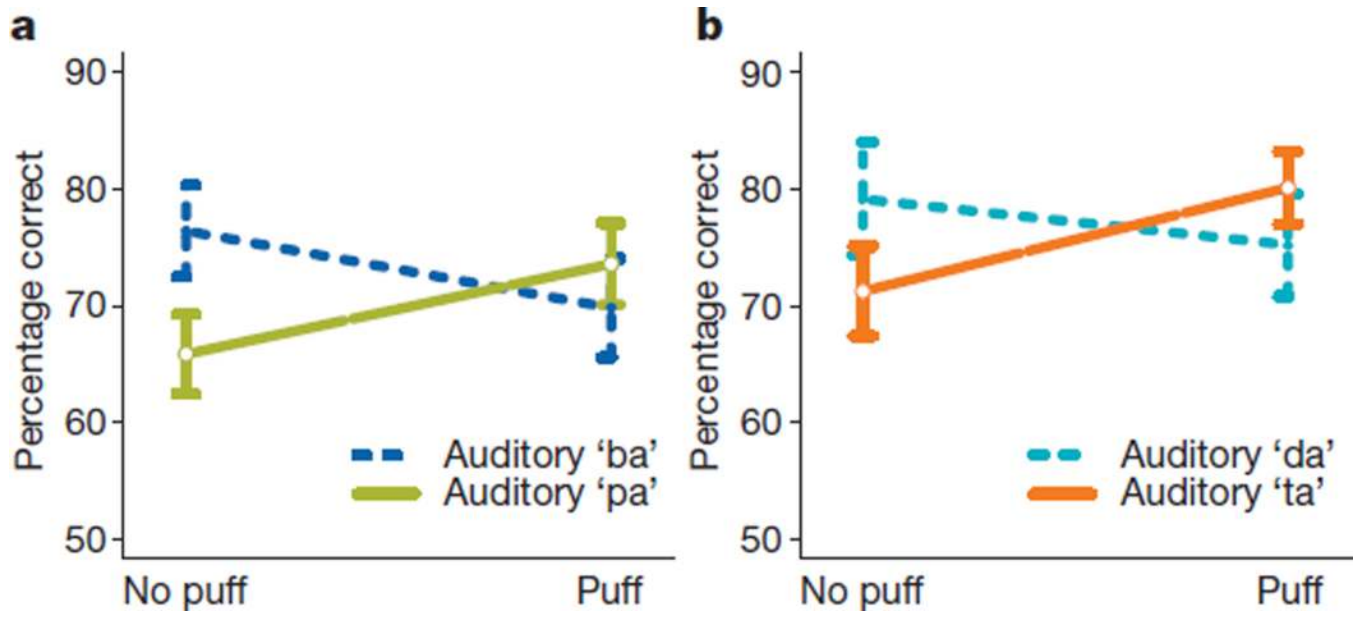 a
Percentage correct
90
80
70
60
50
Auditory ‘ba’
Auditory ‘pa’
No puff
Puff
b
Percentage correct
90
80
70
60
50
Auditory ‘da’
Auditory ‘ta’
No puff
Puff